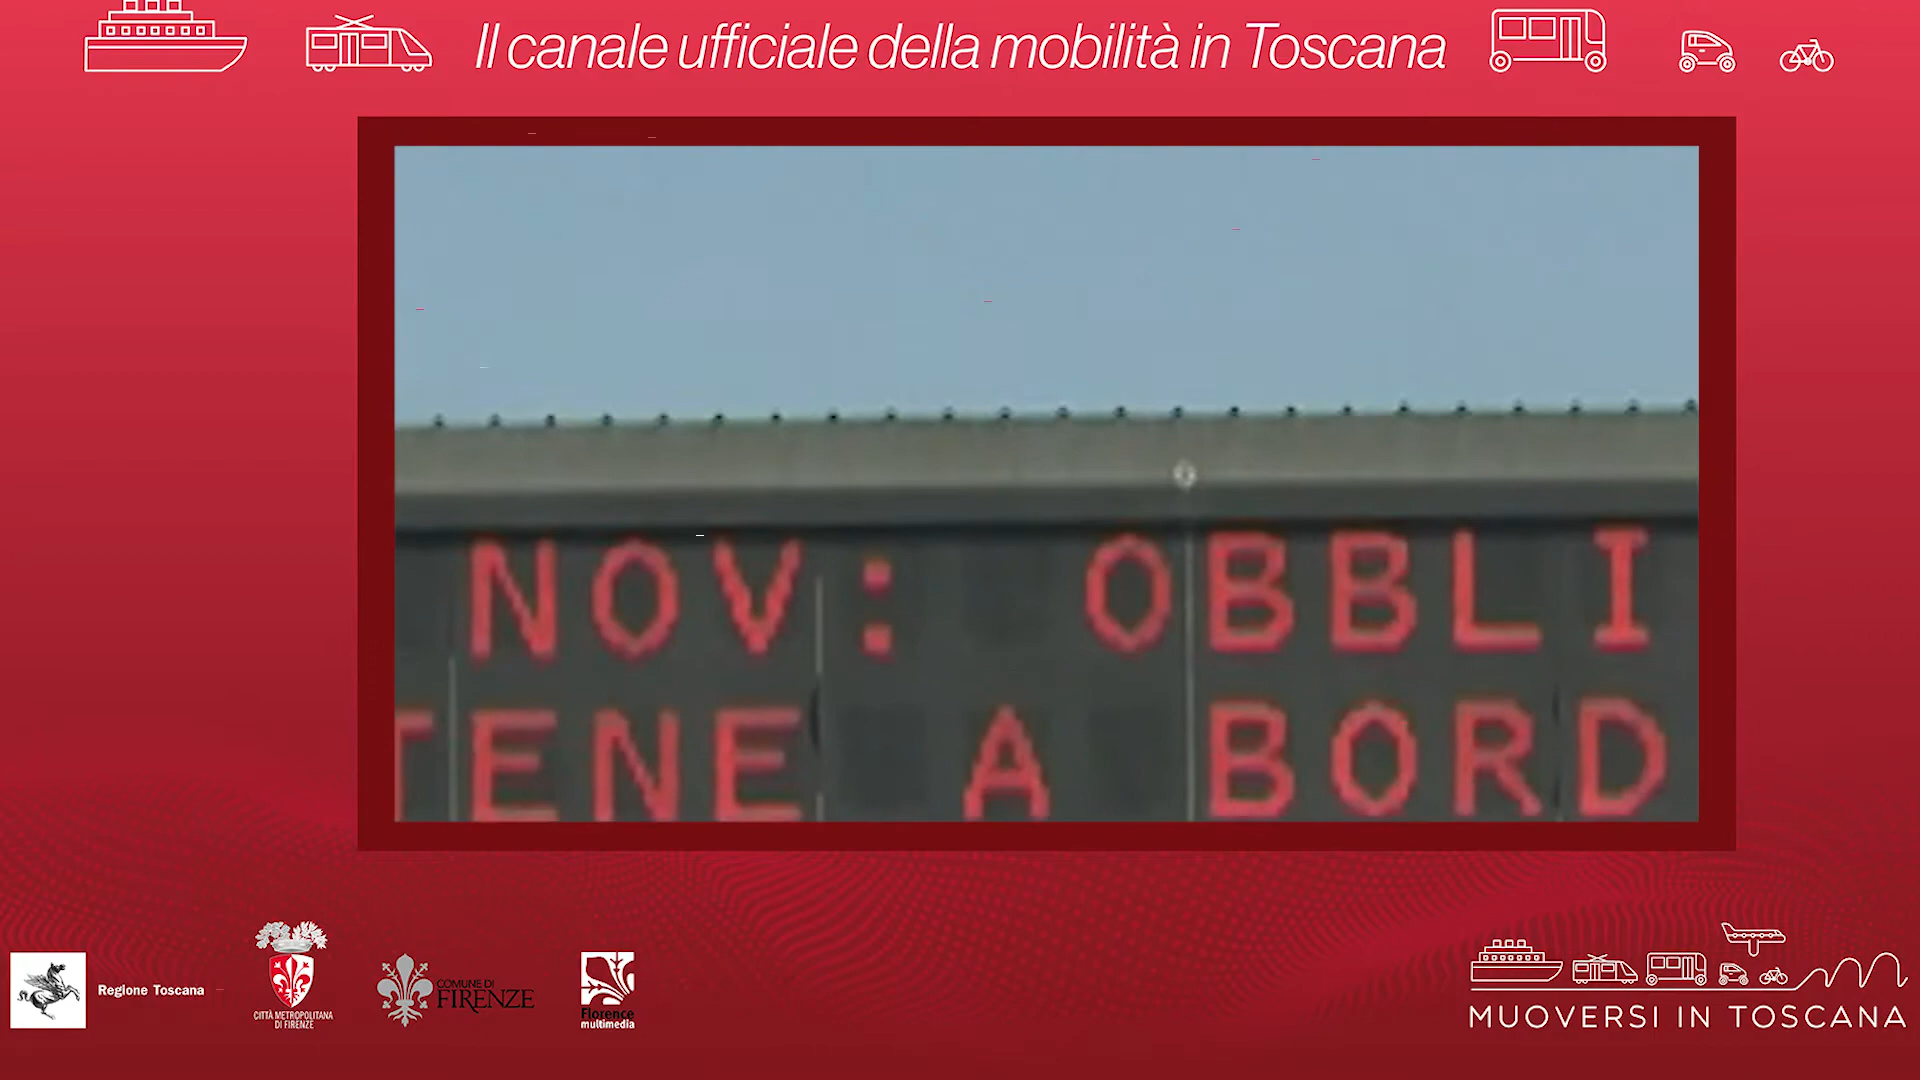 Il canale ufficiale della mobilità in Toscana
NOV: OBBLI
TENE A BORD
Regione Toscana
CITTÀ METROPOLITANA
DI FIRENZE
COMUNE DI
FIRENZE
Florence
multimedia
MUOVERSI IN TOSCANA